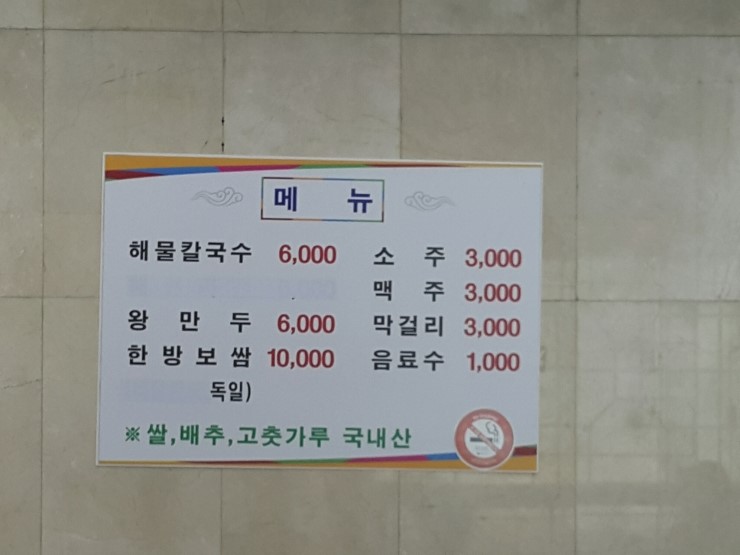 메 뉴
해물칼국수 6,000
왕 만 두 6,000
한방보쌈 10,000
독일)
소 주 3,000
맥 주 3,000
막걸리 3,000
음료수 1,000
※쌀,배추,고춧가루 국내산